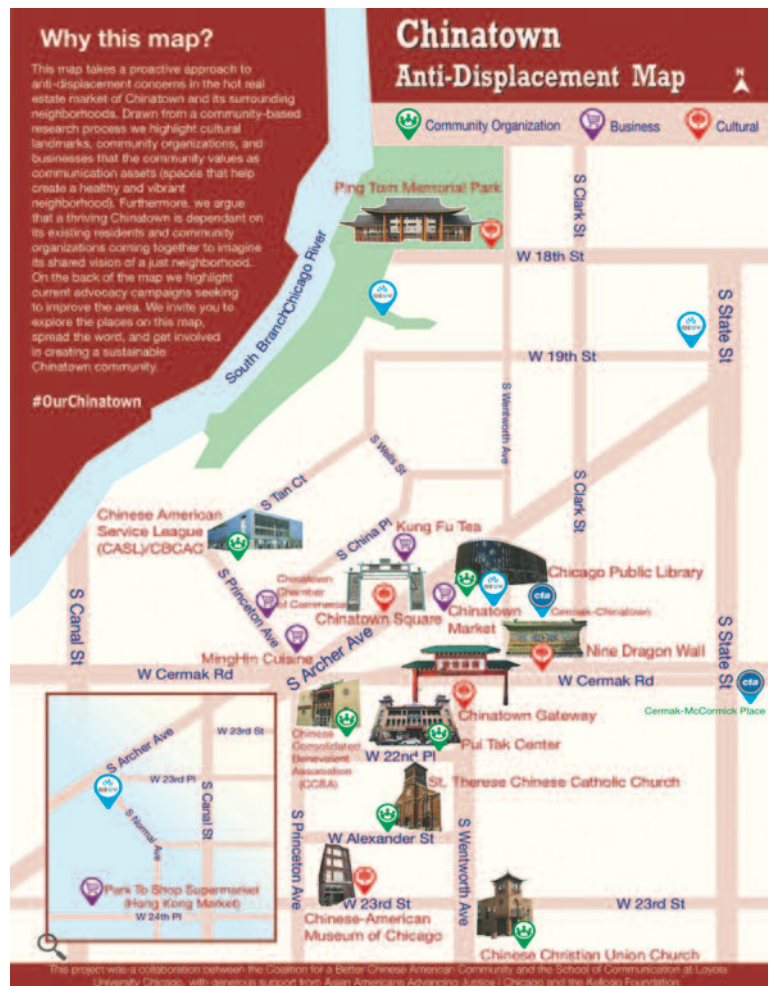 Why this map?
This map takes a proactive approach to
anti-displacement concerns in the hot real
estate market of Chinatown and its surrounding
neighborhoods. Drawn from a community-based
research process we highlight cultural
landmarks, community organizations, and
businesses that the community values as
communication assets (spaces that help
create a healthy and vibrant
neighborhood). Furthermore, we argue
that a thriving Chinatown is dependant on
its existing residents and community
organizations coming together to imagine
its shared vision of a just neighborhood.
On the back of the map we highlight
current advocacy campaigns seeking
to improve the area. We invite you to
explore the places on this map,
spread the word, and get involved
in creating a sustainable
Chinatown community.
#OurChinatown
Chinatown
Anti-Displacement Map
N
Community Organization
Business
Cultural
Ping Tom Memorial Park
S Clark St
W 18th St
South Branch Chicago River
S State St
W 19th St
S Wentworth Ave
S Wells St
S Tan Ct
S Clark St
Chinese American
Service League
(CASL)/CBCAC
S China Pl
Kung Fu Tea
Chicago Public Library
S Princeton Ave
Chinatown
Chamber
of Commerce
Chinatown Square
Chinatown
Market
cta
Cermak-Chinatown
S Canal St
MingHin Cuisine
S Archer Ave
Nine Dragon Wall
S State St
W Cermak Rd
W Cermak Rd
cta
Cermak-McCormick Place
Chinatown Gateway
Chinese
Consolidated
Benevolent
Association
(CCBA)
Pui Tak Center
W 22nd Pl
St. Therese Chinese Catholic Church
S Archer Ave
W 23rd St
W 23rd Pl
S Canal St
S Normal Ave
Park To Shop Supermarket
(Hong Kong Market)
W 24th Pl
S Princeton Ave
W Alexander St
S Wentworth Ave
W 23rd St
W 23rd St
Chinese-American
Museum of Chicago
Chinese Christian Union Church
This project was a collaboration between the Coalition for a Better Chinese American Community and the School of Communication at Loyola
University Chicago, with generous support from Asian Americans Advancing Justice | Chicago and the Kellogg Foundation.